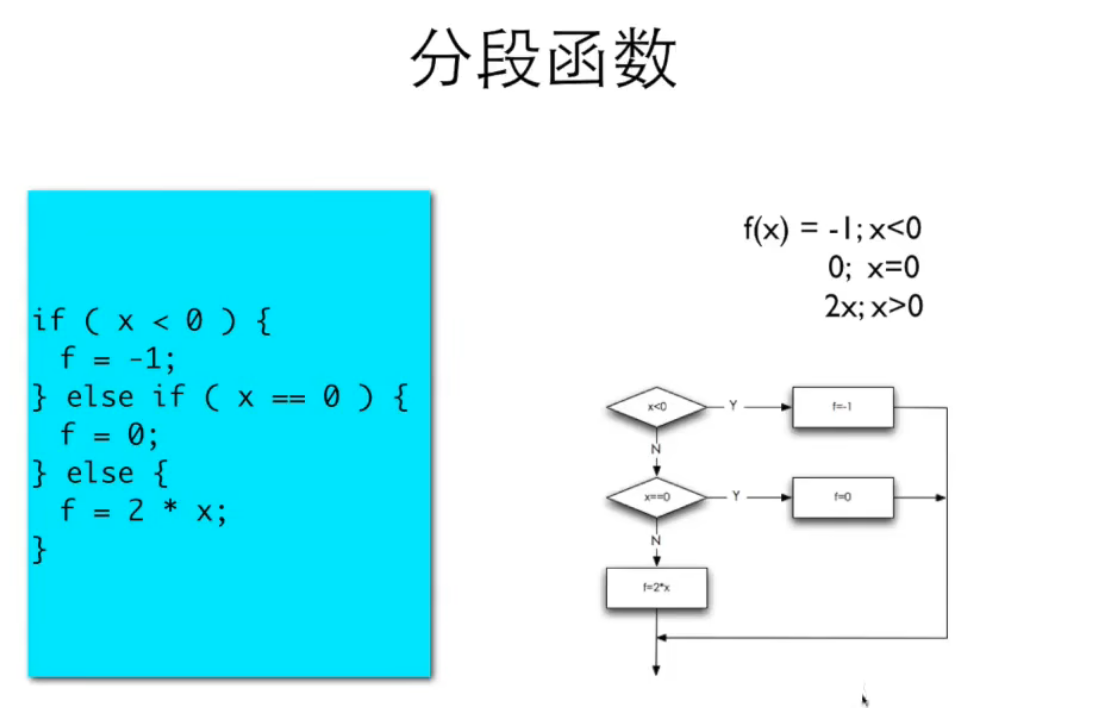 分段函数
if ( x < 0 ) {
f = -1;
} else if ( x == 0 ) {
f = 0;
} else {
f = 2 * x;
}
f(x) = -1; x<0
0; x=0
2x; x>0
x<0
Y
f=-1
N
x==0
Y
f=0
N
f=2*x